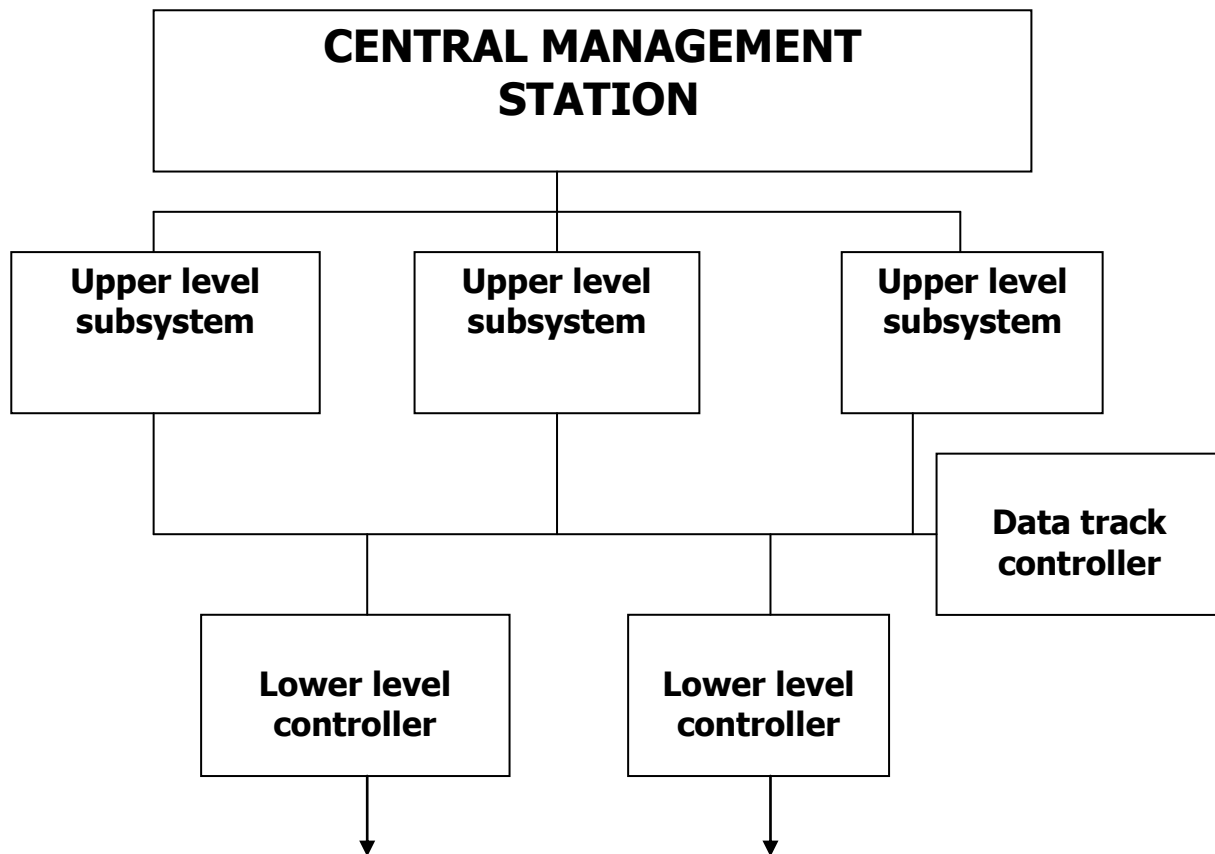 CENTRAL MANAGEMENT
STATION
Upper level
subsystem
Upper level
subsystem
Upper level
subsystem
Data track
controller
Lower level
controller
Lower level
controller